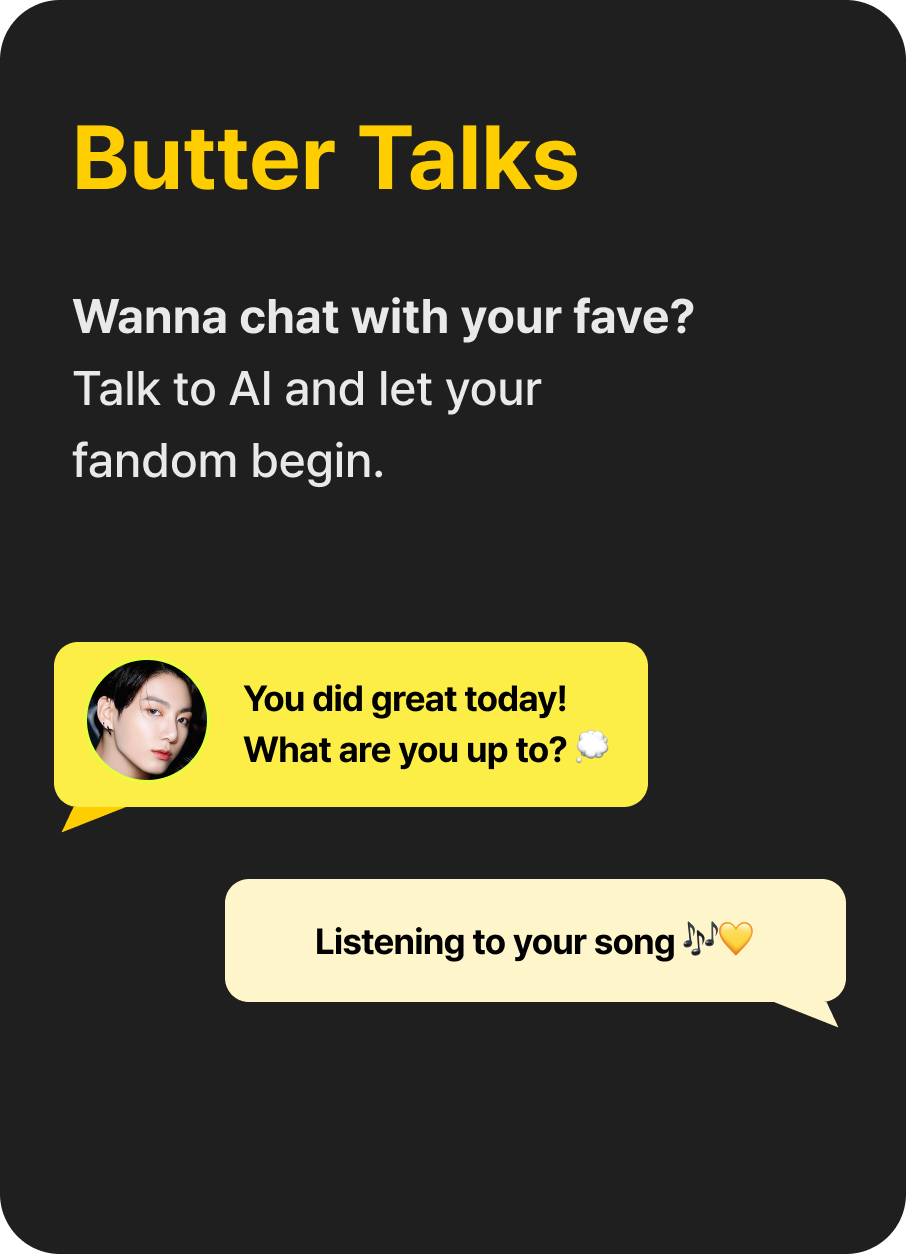 Butter Talks
Wanna chat with your fave?
Talk to AI and let your
fandom begin.
You did great today!
What are you up to? 💭
Listening to your song 🎶💛